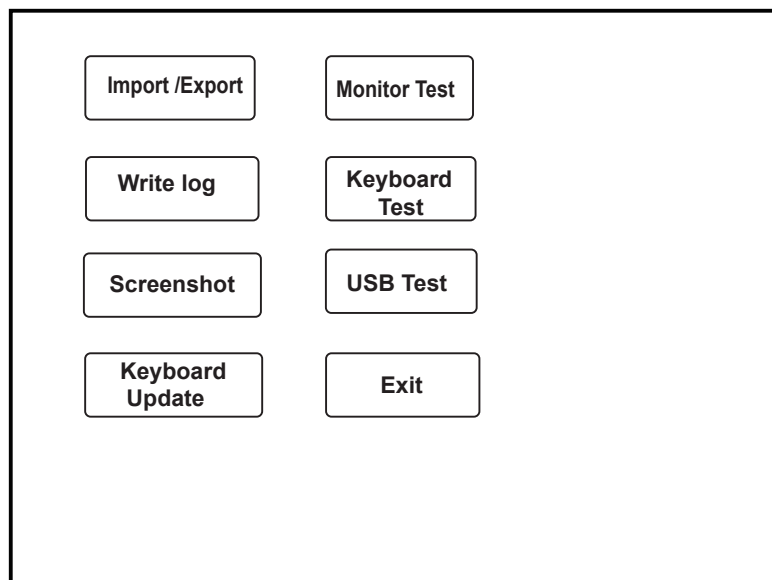 Import /Export
Monitor Test
Write log
Keyboard
Test
Screenshot
USB Test
Keyboard
Update
Exit